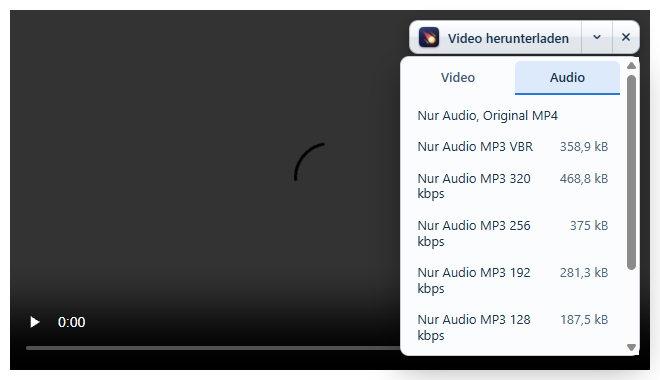 Video herunterladen
Video
Audio
Nur Audio, Original MP4
Nur Audio MP3 VBR 358,9 kB
Nur Audio MP3 320 468,8 kB
kbps
Nur Audio MP3 256 375 kB
kbps
Nur Audio MP3 192 281,3 kB
kbps
Nur Audio MP3 128 187,5 kB
kbps
0:00